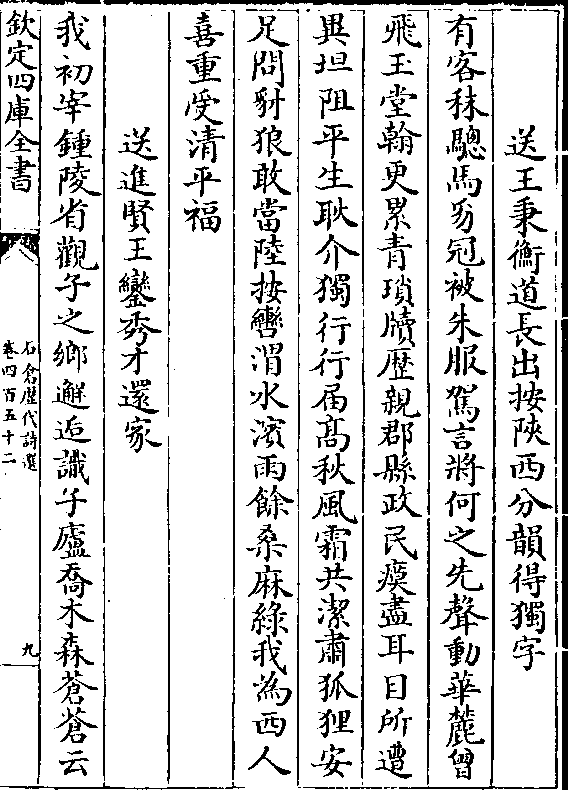 送王秉衡道長出按陜西分韻得獨字
有客秣驄馬豸冠被朱服駕言將何之先聲動華麓曾
飛玉堂翰更累青瑣牘歴親郡縣政民瘼盡耳目所遭
異坦阻平生耿介獨行行届髙秋風霜共潔肅狐狸安
足問豺狼敢當陸按轡渭水濱雨餘桑麻綠我為西人
喜重受清平福
送進賢王鑾秀才還家
我初宰鍾陵省觀子之鄉邂逅識子廬喬木森蒼蒼云
欽定四庫全書
石倉歴代詩選
卷四百五十二
九